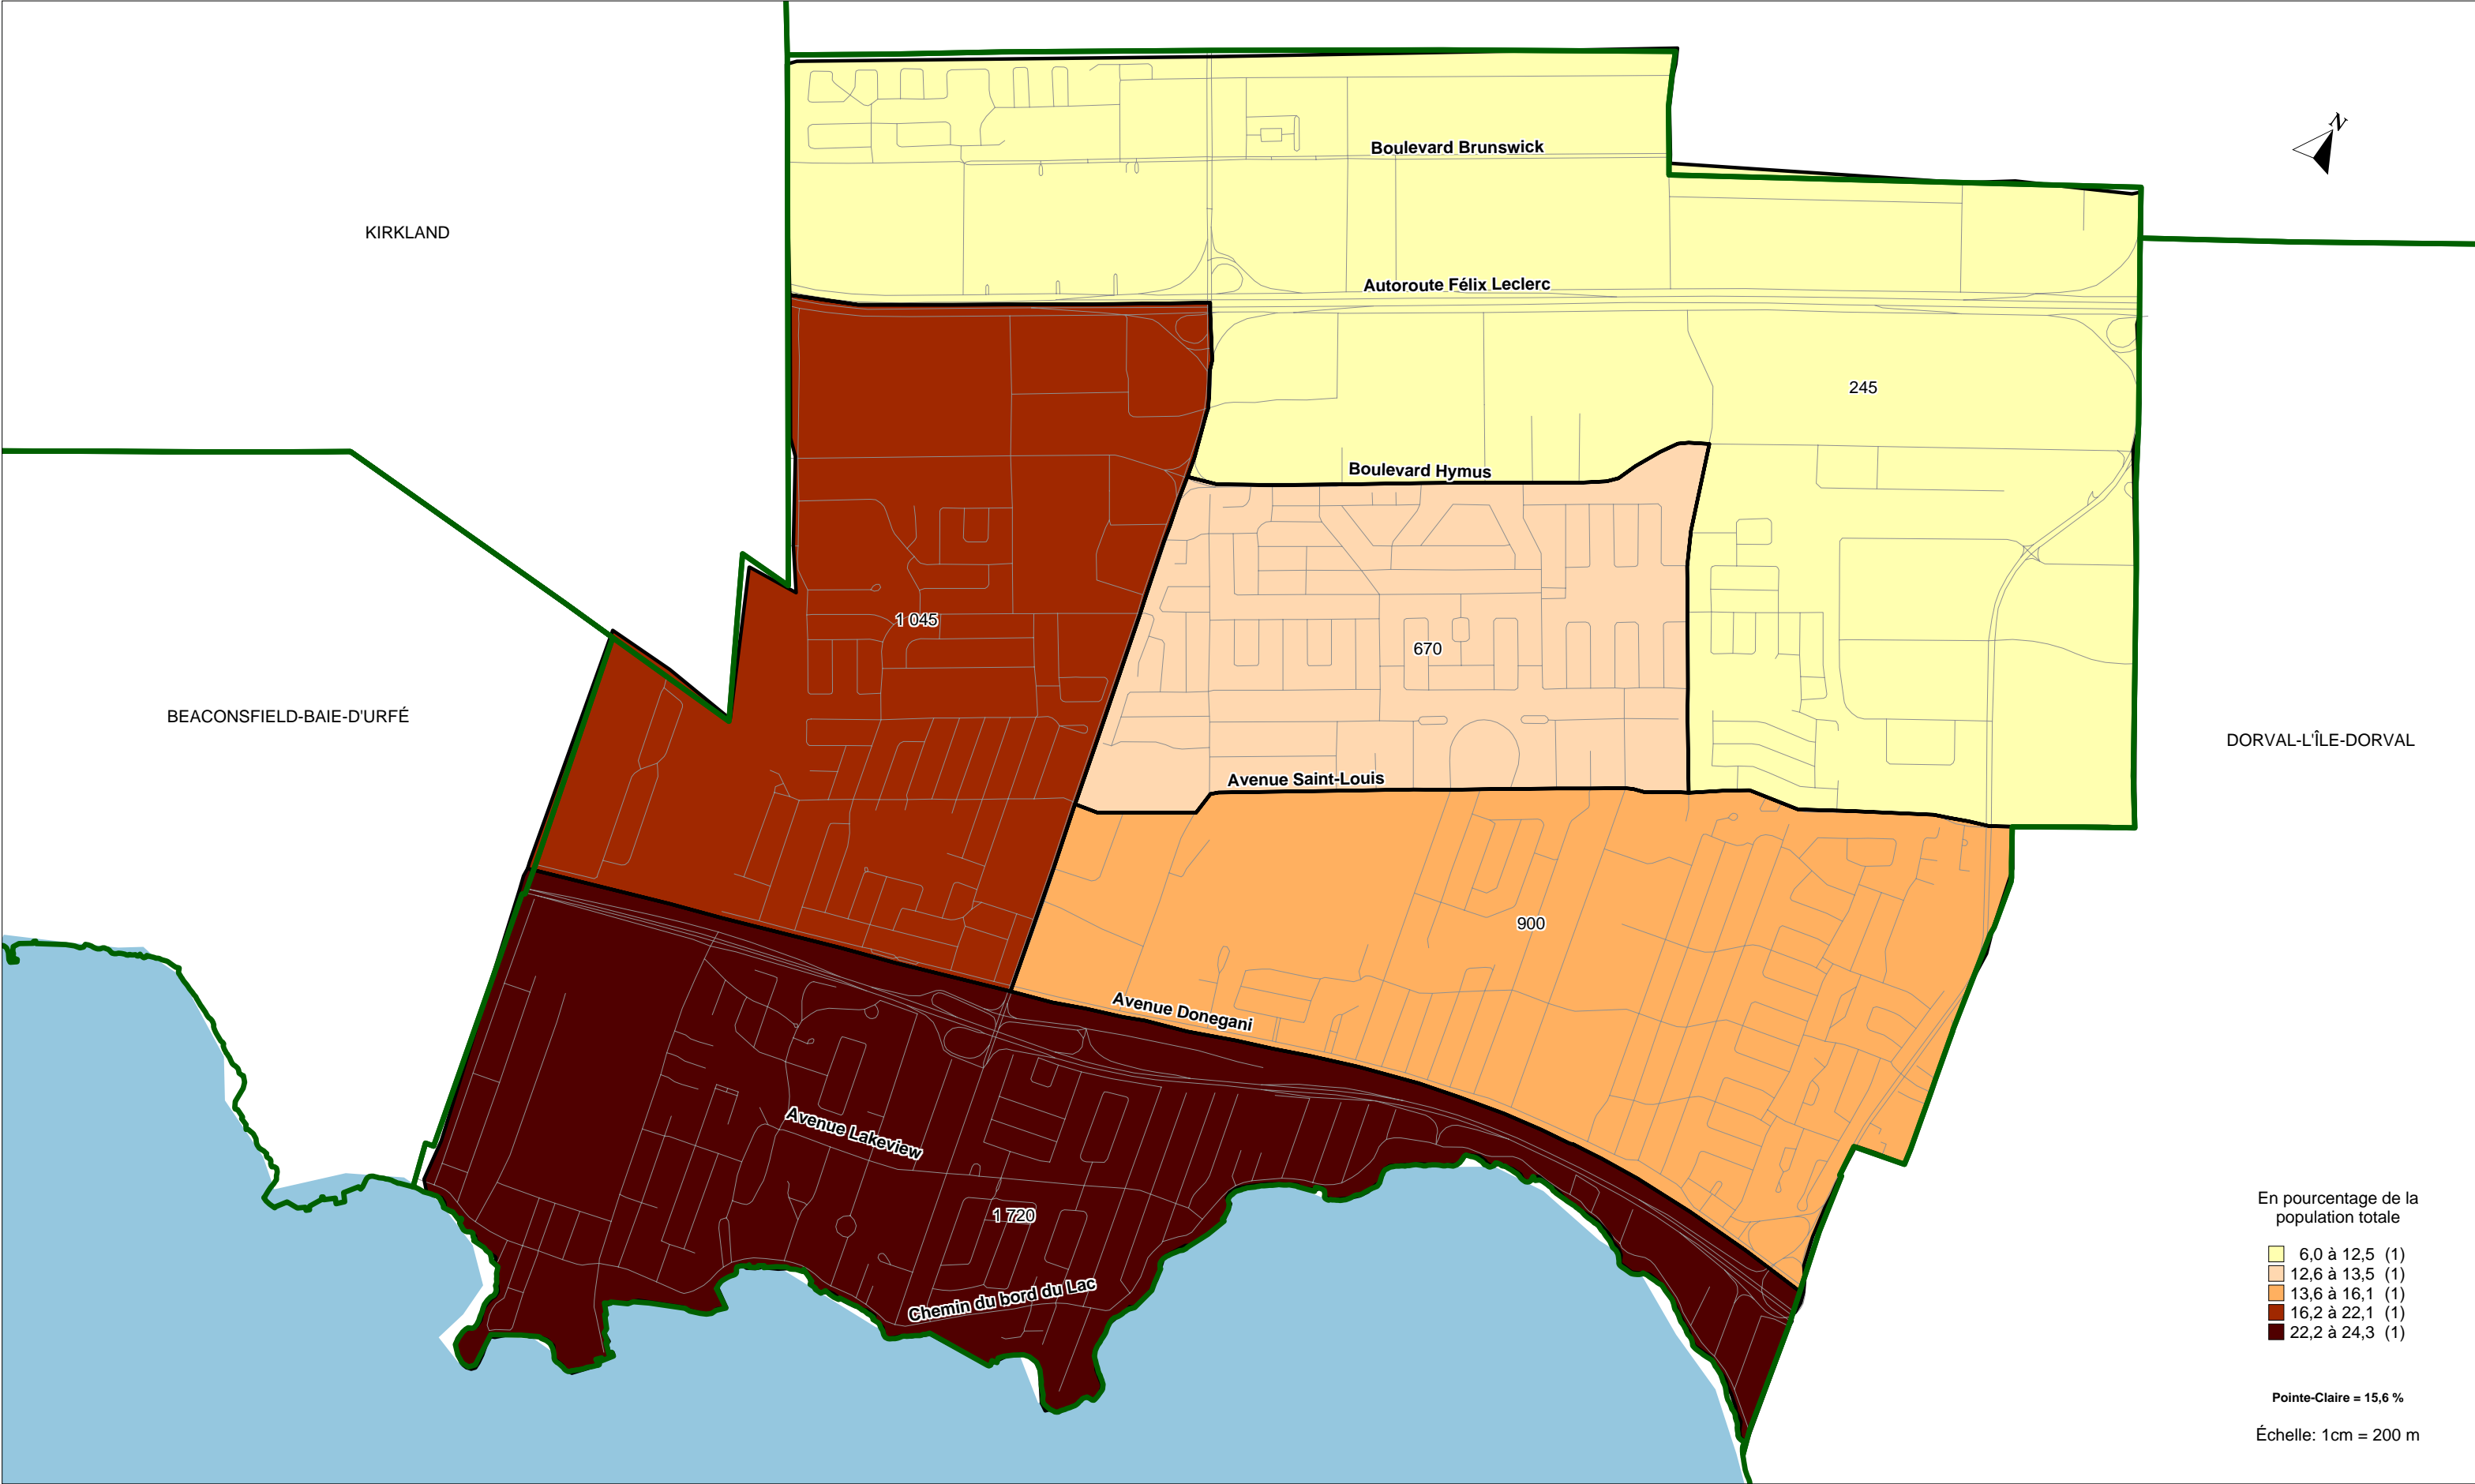 N
Boulevard Brunswick
KIRKLAND
Autoroute Félix Leclerc
245
Boulevard Hymus
1 045
670
BEACONSFIELD-BAIE-D'URFÉ
DORVAL-L'ÎLE-DORVAL
Avenue Saint-Louis
900
Avenue Donegani
Avenue Lakeview
1 720
Chemin du bord du Lac
En pourcentage de la
population totale
6,0 à 12,5 (1)
12,6 à 13,5 (1)
13,6 à 16,1 (1)
16,2 à 22,1 (1)
22,2 à 24,3 (1)
Pointe-Claire = 15,6 %
Échelle: 1cm = 200 m